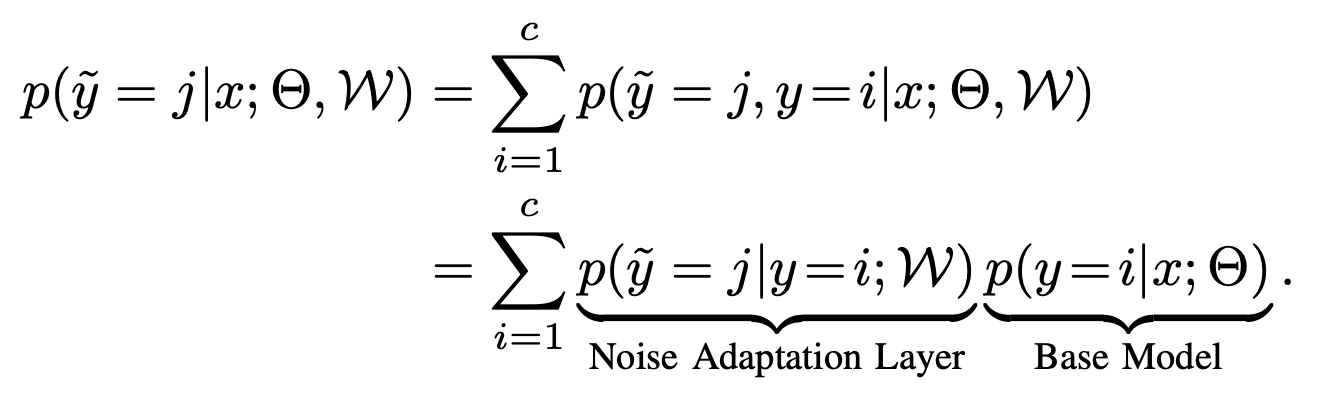 p(ỹ = j|x; Θ, 𝒲) = ∑_{i=1}^{c} p(ỹ = j, y=i|x; Θ, 𝒲)
= ∑_{i=1}^{c} p(ỹ = j|y=i; 𝒲) p(y=i|x; Θ) .
Noise Adaptation Layer Base Model